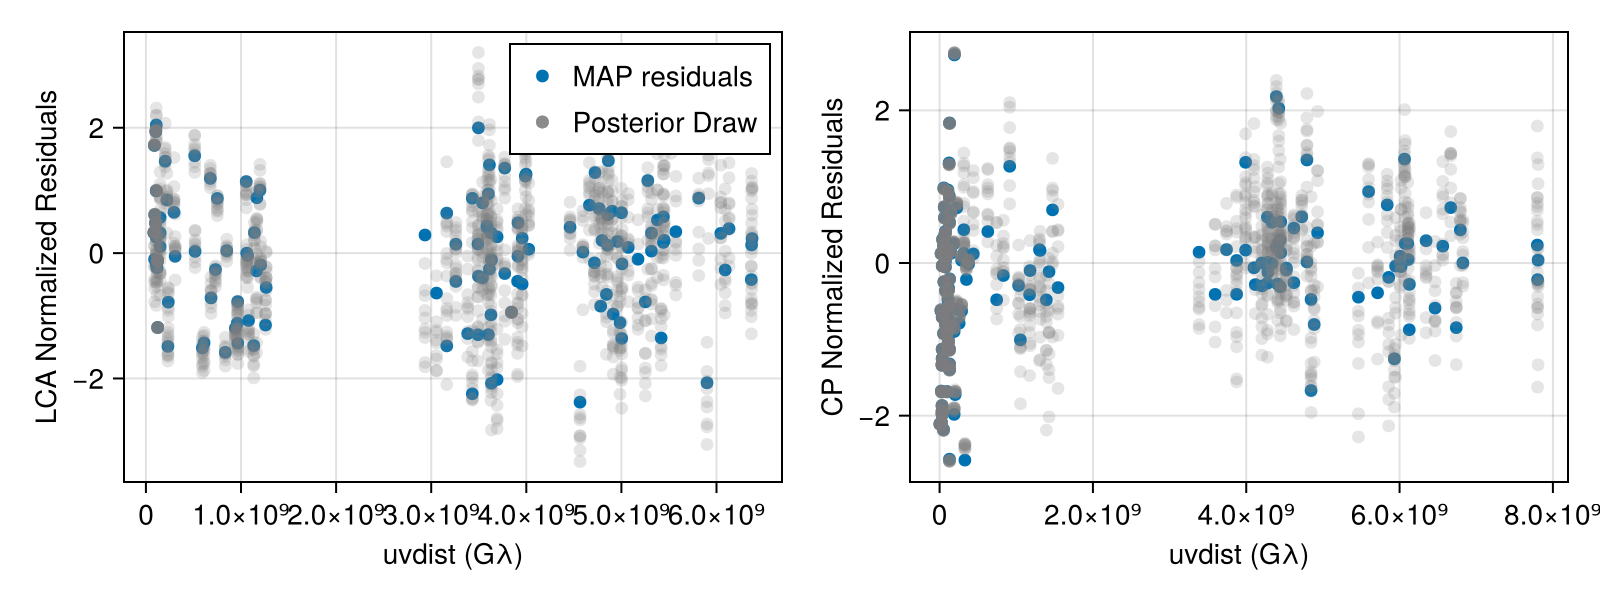 LCA Normalized Residuals
2
0
−2
MAP residuals
Posterior Draw
0 1.0×10⁹ 2.0×10⁹ 3.0×10⁹ 4.0×10⁹ 5.0×10⁹ 6.0×10⁹
uvdist (Gλ)
CP Normalized Residuals
2
0
−2
0 2.0×10⁹ 4.0×10⁹ 6.0×10⁹ 8.0×10⁹
uvdist (Gλ)